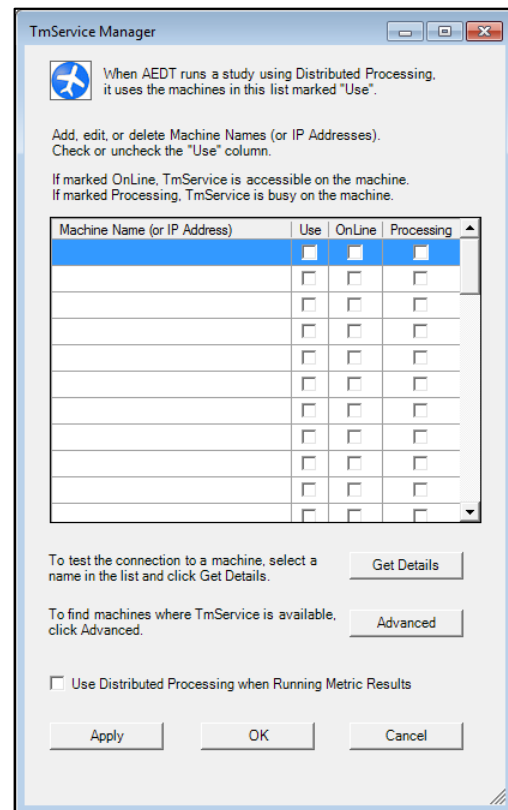 TmService Manager
When AEDT runs a study using Distributed Processing,
it uses the machines in this list marked "Use".
Add, edit, or delete Machine Names (or IP Addresses).
Check or uncheck the "Use" column.
If marked OnLine, TmService is accessible on the machine.
If marked Processing, TmService is busy on the machine.
Machine Name (or IP Address) Use OnLine Processing
To test the connection to a machine, select a
name in the list and click Get Details.
Get Details
To find machines where TmService is available,
click Advanced.
Advanced
Use Distributed Processing when Running Metric Results
Apply OK Cancel